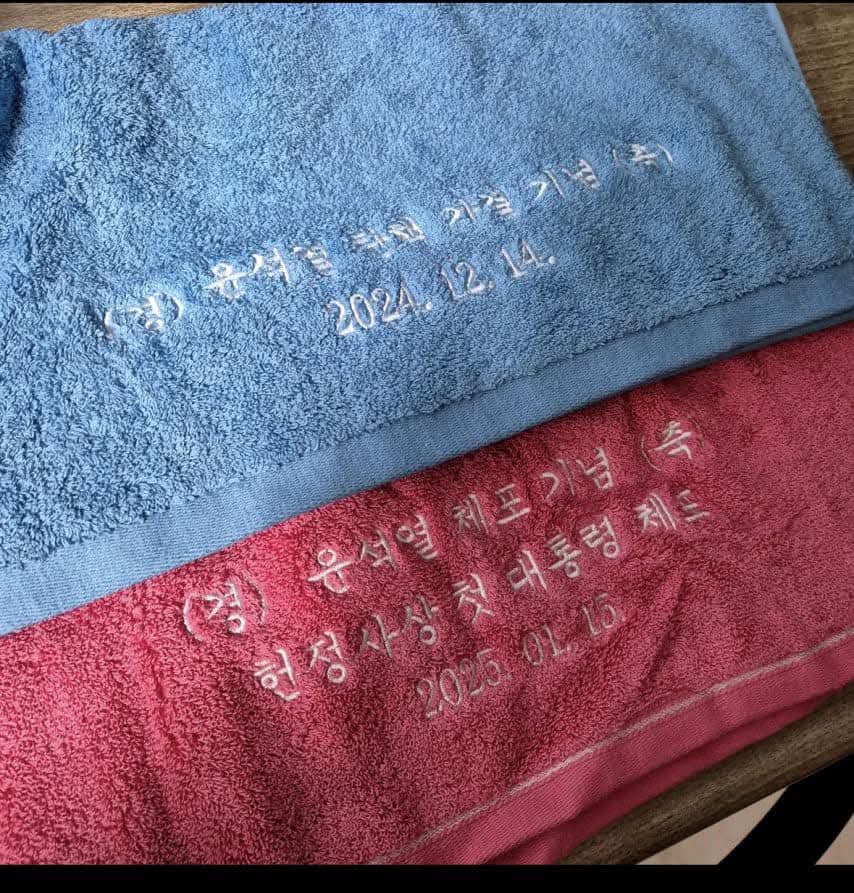 (경) 윤석열 탄핵 가결 기념 (축)
2024. 12. 14.
(경) 윤석열 체포 기념 (축)
헌정사상 첫 대통령 체포
2025. 01. 15.